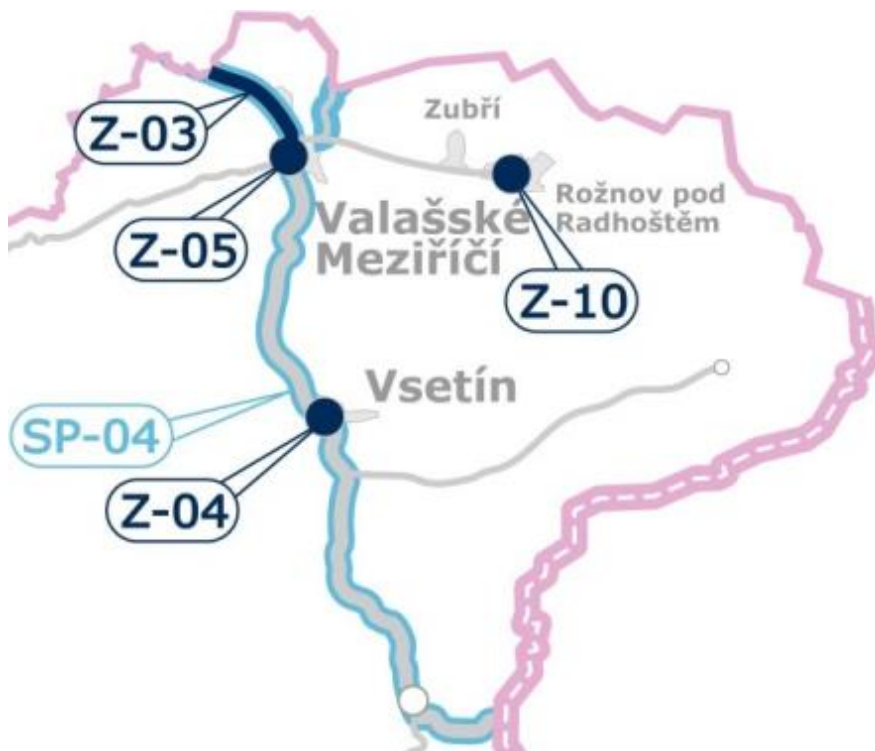 Zubří
Z-03
Rožnov pod
Radhoštěm
Valašské
Meziříčí
Z-05
Z-10
Vsetín
SP-04
Z-04